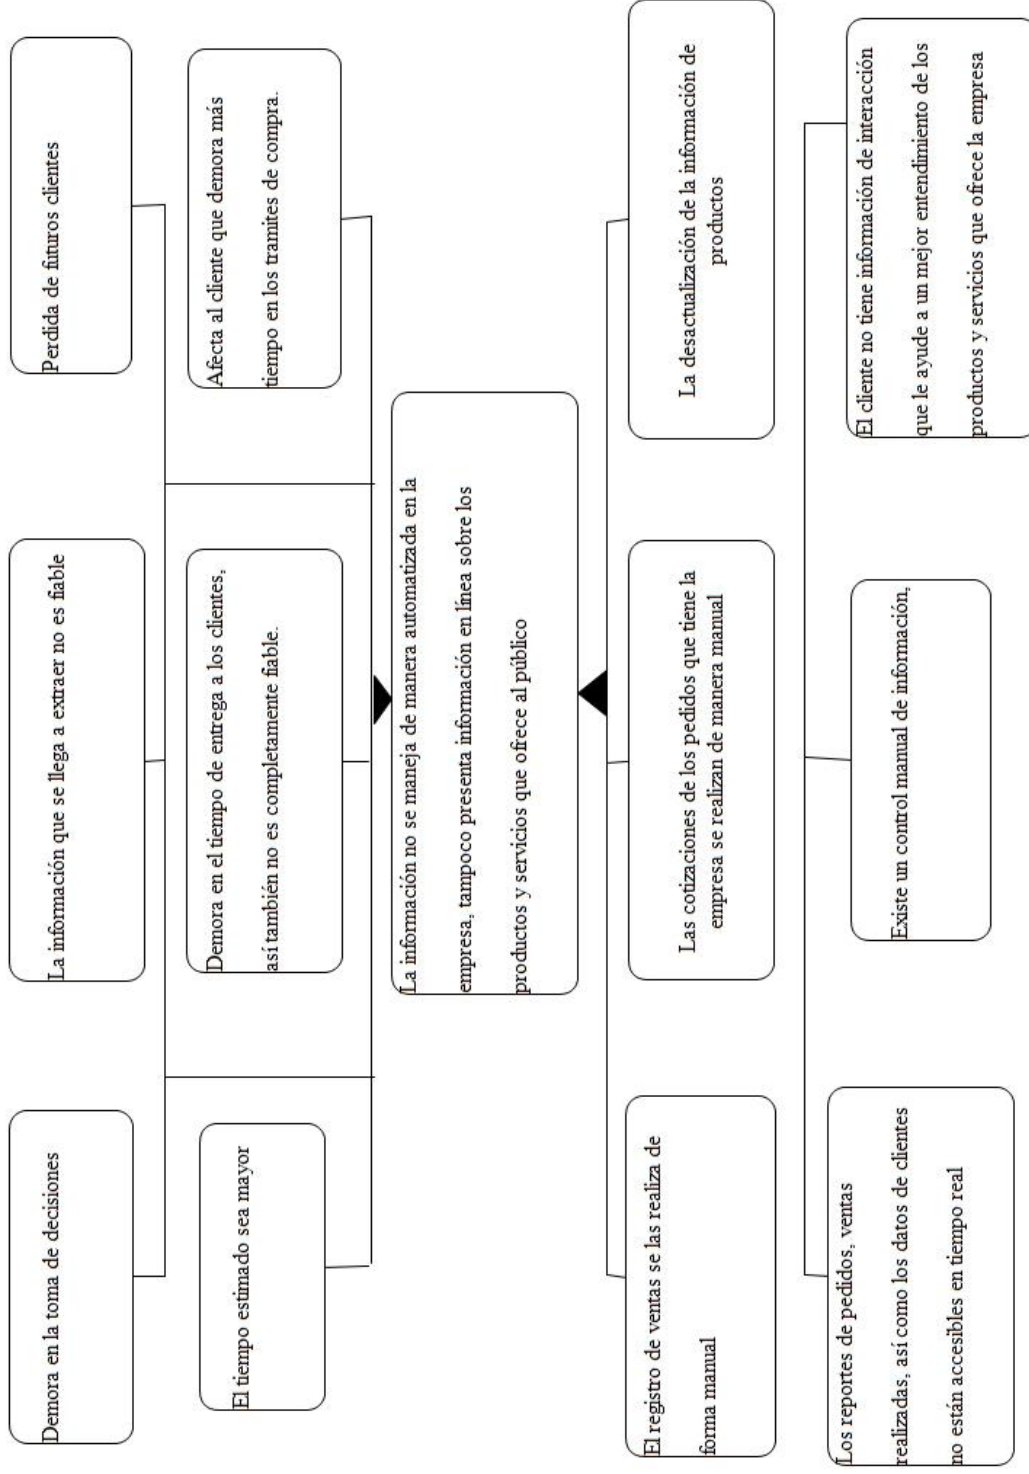 Demora en la toma de decisiones
La información que se llega a extraer no es fiable
Perdida de futuros clientes
El tiempo estimado sea mayor
Demora en el tiempo de entrega a los clientes,
así también no es completamente fiable.
Afecta al cliente que demora más
tiempo en los tramites de compra.
La información no se maneja de manera automatizada en la
empresa, tampoco presenta información en línea sobre los
productos y servicios que ofrece al público
El registro de ventas se las realiza de
forma manual
Las cotizaciones de los pedidos que tiene la
empresa se realizan de manera manual
La desactualización de la información de
productos
Los reportes de pedidos, ventas
realizadas, así como los datos de clientes
no están accesibles en tiempo real
Existe un control manual de información,
El cliente no tiene información de interacción
que le ayude a un mejor entendimiento de los
productos y servicios que ofrece la empresa